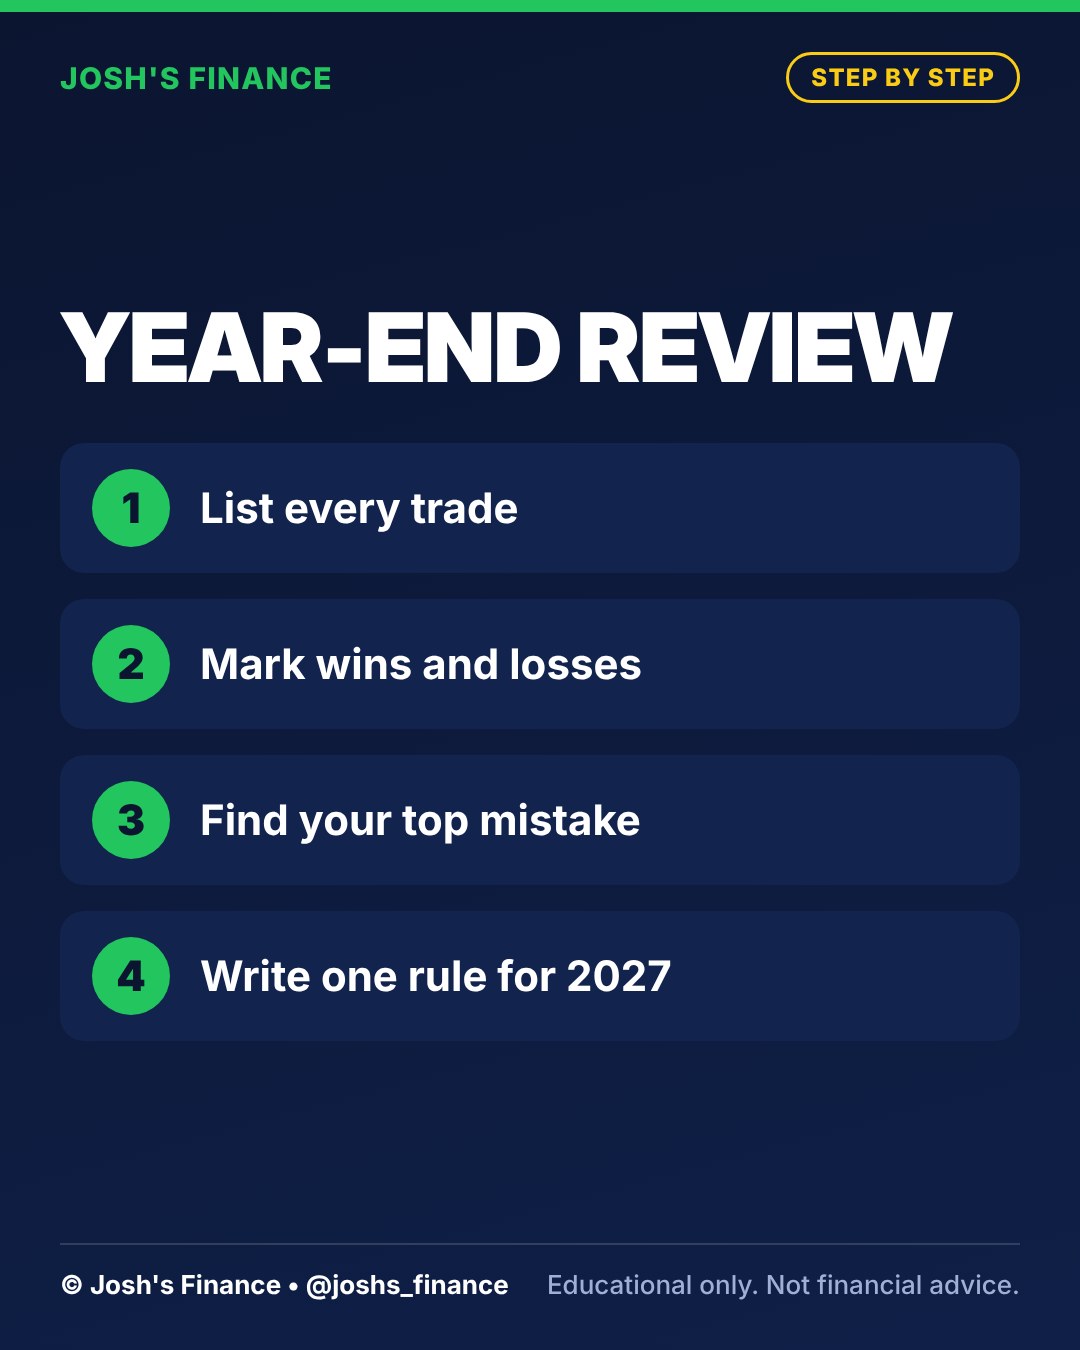 JOSH'S FINANCE
STEP BY STEP
YEAR-END REVIEW
1 List every trade
2 Mark wins and losses
3 Find your top mistake
4 Write one rule for 2027
© Josh's Finance • @joshs_finance
Educational only. Not financial advice.